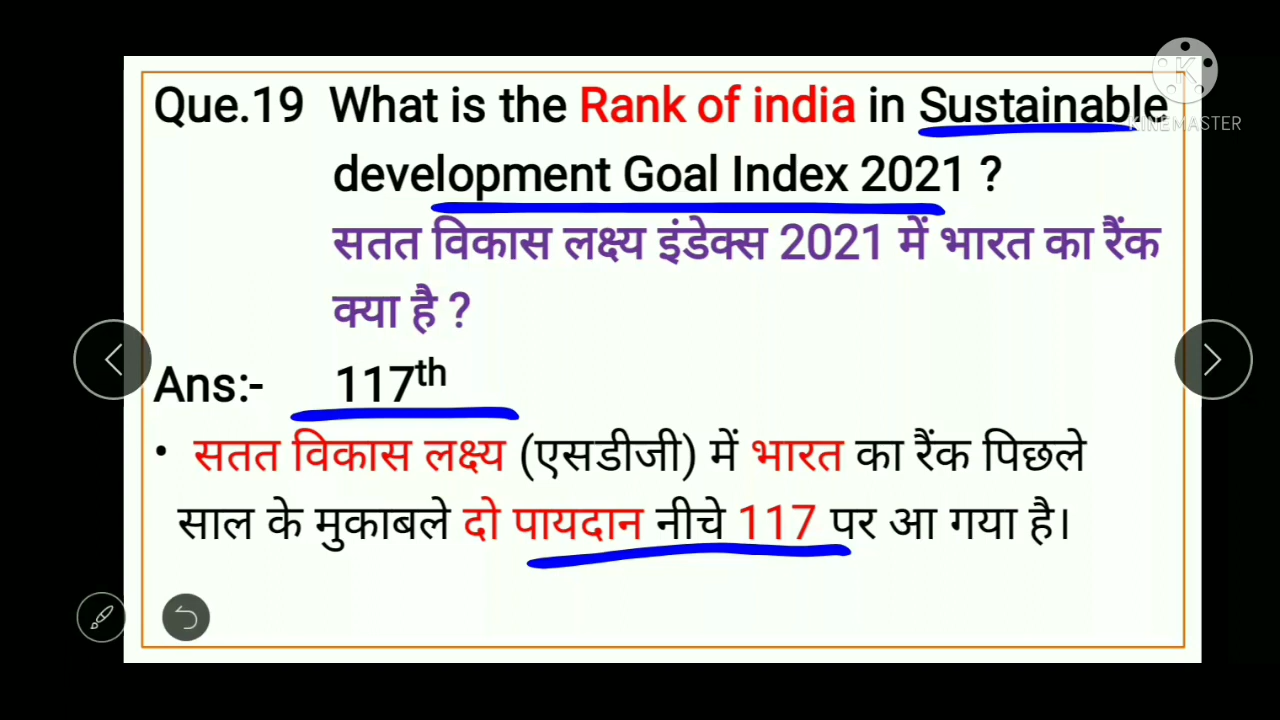 Que.19 What is the Rank of india in Sustainable
KINEMASTER
development Goal Index 2021 ?
सतत विकास लक्ष्य इंडेक्स 2021 में भारत का रैंक
क्या है ?
Ans:- 117th
• सतत विकास लक्ष्य (एसडीजी) में भारत का रैंक पिछले
साल के मुकाबले दो पायदान नीचे 117 पर आ गया है।